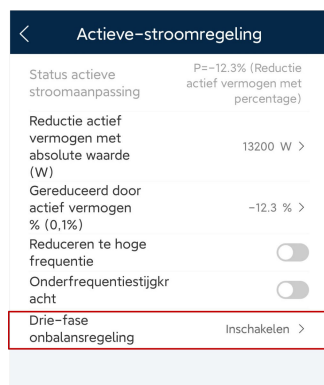 Actieve-stroomregeling
Status actieve
stroomaanpassing
P=-12.3% (Reductie
actief vermogen met
percentage)
Reductie actief
vermogen met
absolute waarde
(W)
13200 W >
Gereduceerd door
actief vermogen
% (0,1%)
-12.3 % >
Reduceren te hoge
frequentie
Onderfrequentiestijgkr
acht
Drie-fase
onbalansregeling
Inschakelen >